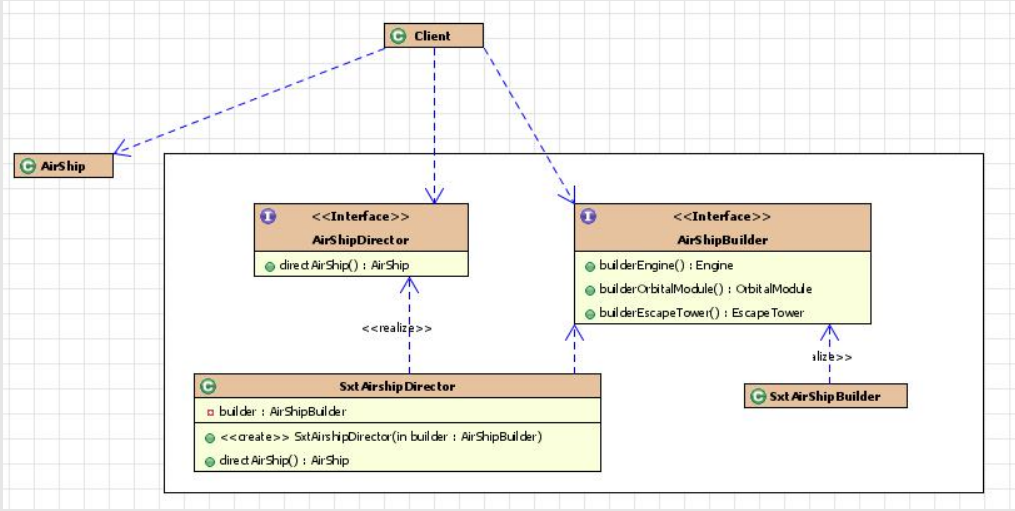 Client
AirShip
<<Interface>>
AirShipDirector
directAirShip() : AirShip
<<Interface>>
AirShipBuilder
builderEngine() : Engine
builderOrbitalModule() : OrbitalModule
builderEscapeTower() : EscapeTower
<<realize>>
alize>>
SxtAirshipDirector
builder : AirShipBuilder
<<create>> SxtAirshipDirector(in builder : AirShipBuilder)
directAirShip() : AirShip
SxtAirShipBuilder